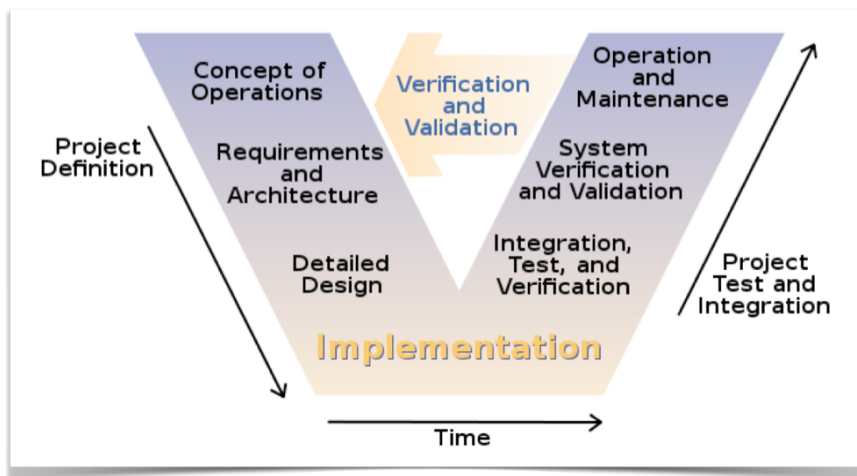 Concept of
Operations
Verification
and
Validation
Operation
and
Maintenance
Project
Definition
Requirements
and
Architecture
System
Verification
and Validation
Detailed
Design
Integration,
Test, and
Verification
Project
Test and
Integration
Implementation
Time